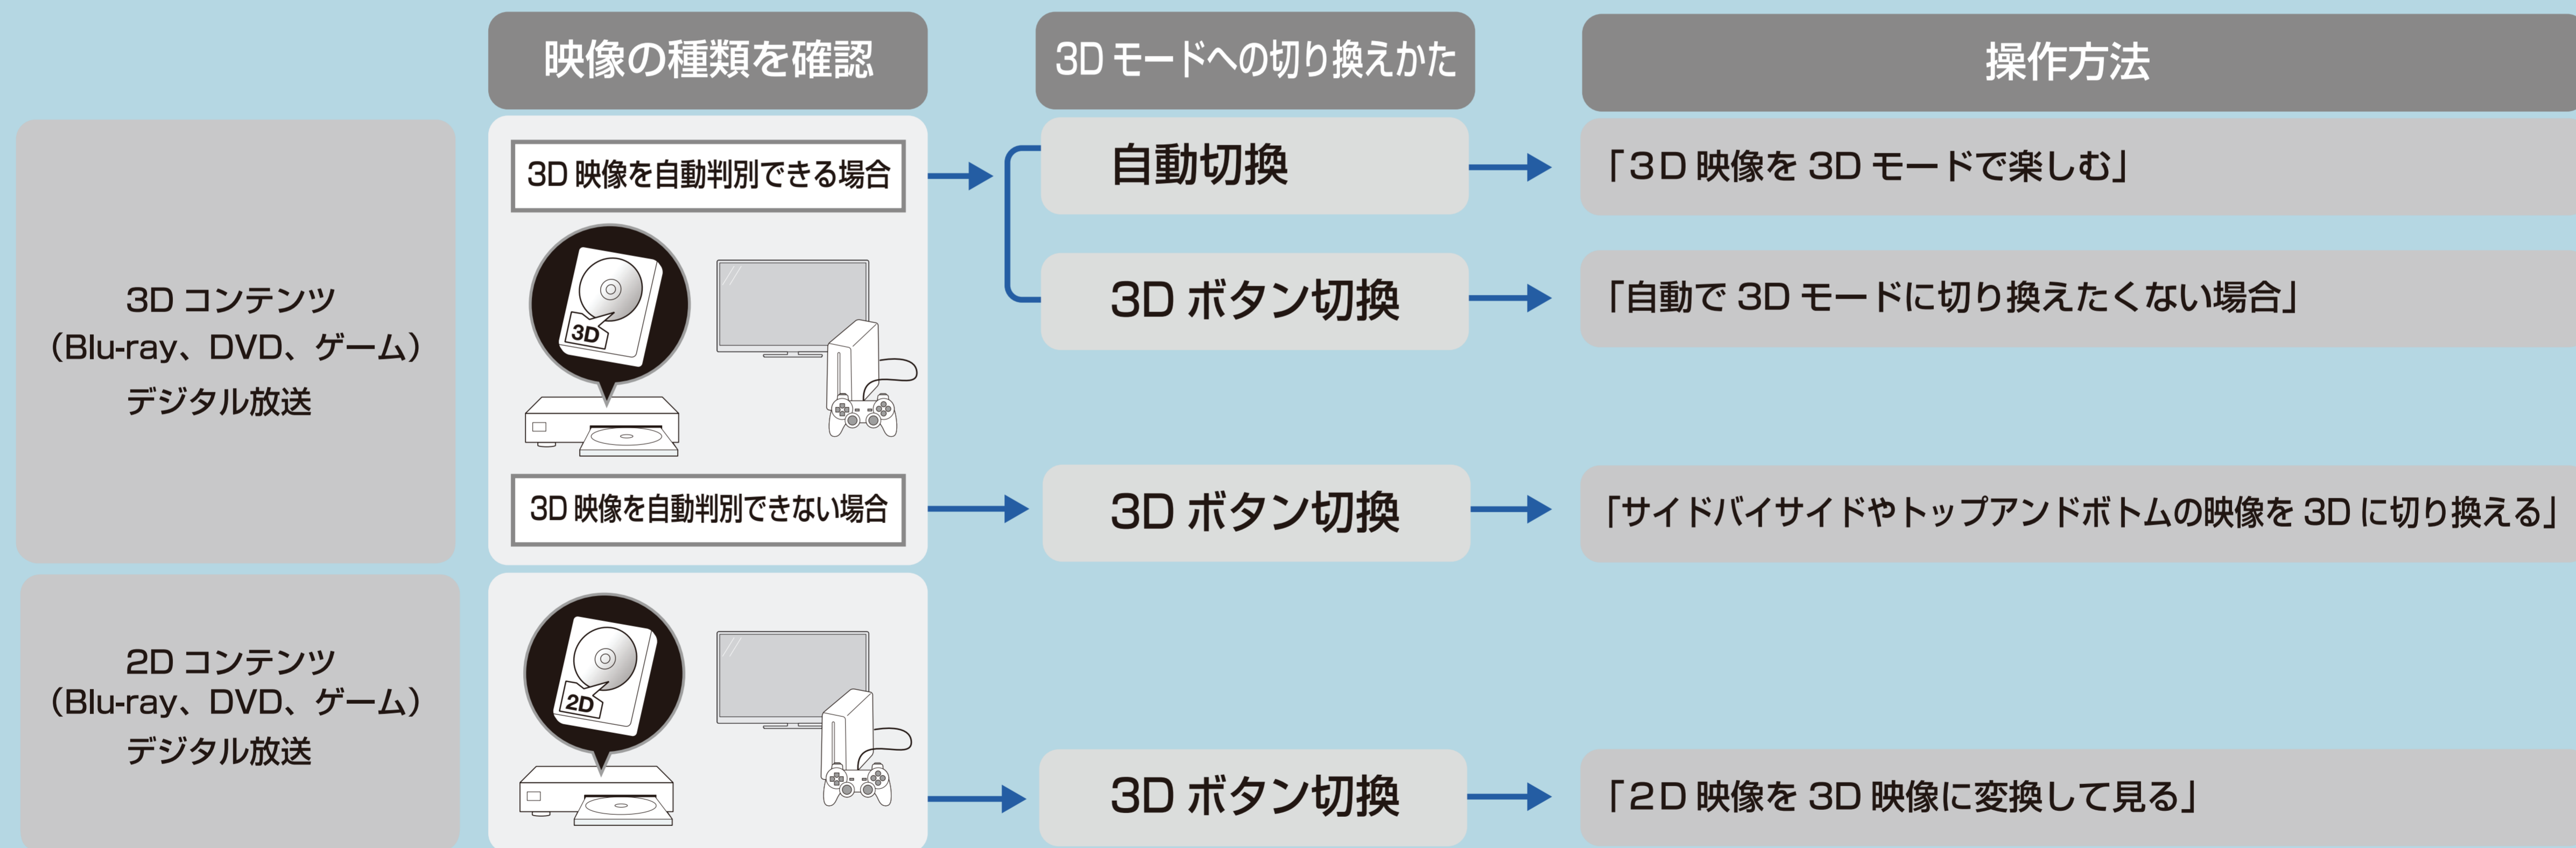 映像の種類を確認
3D モードへの切り換えかた
操作方法
3D コンテンツ
（Blu-ray、DVD、ゲーム）
デジタル放送
3D 映像を自動判別できる場合
3D
自動切換
「3D 映像を 3D モードで楽しむ」
3D ボタン切換
「自動で 3D モードに切り換えたくない場合」
3D 映像を自動判別できない場合
3D ボタン切換
「サイドバイサイドやトップアンドボトムの映像を 3D に切り換える」
2D コンテンツ
（Blu-ray、DVD、ゲーム）
デジタル放送
2D
3D ボタン切換
「2D 映像を 3D 映像に変換して見る」